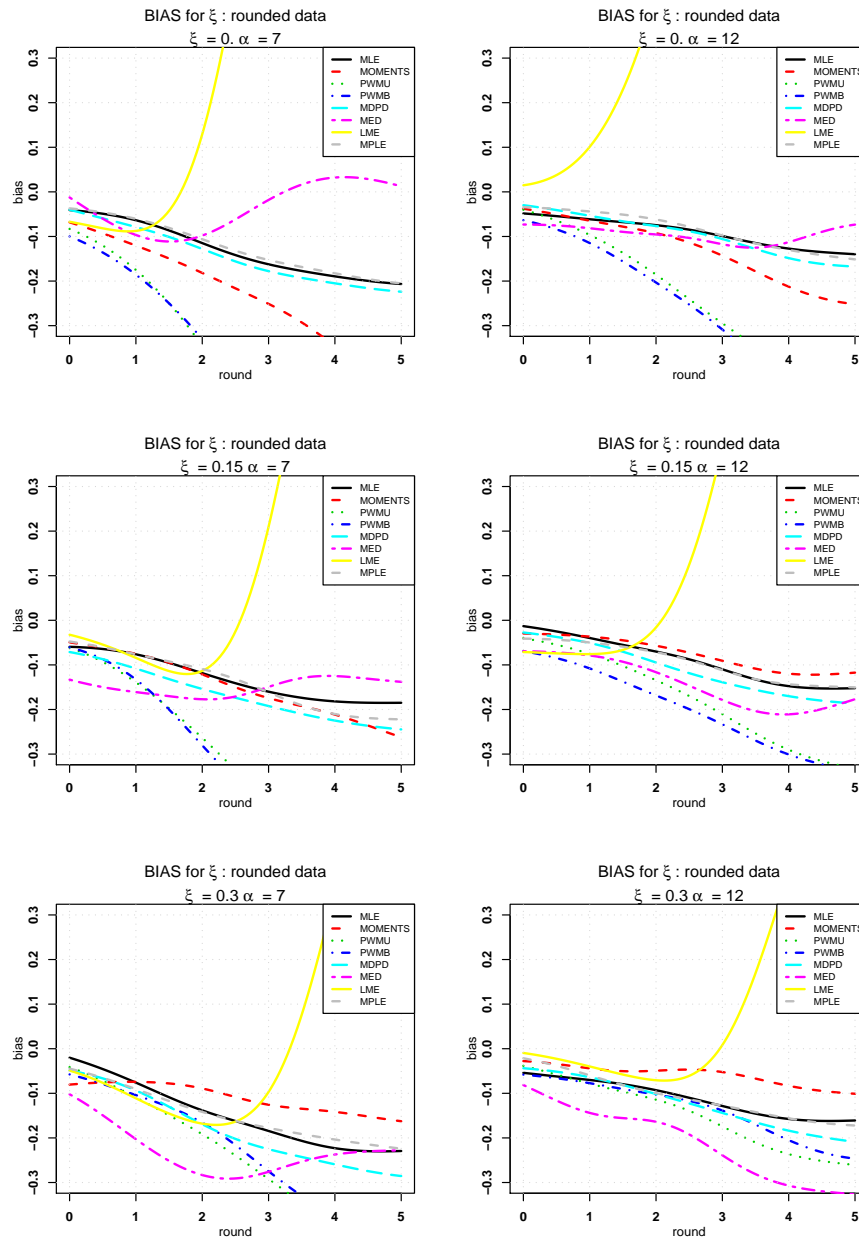 BIAS for ξ : rounded data
ξ = 0. α = 7
bias
0.3
0.2
0.1
0.0
−0.1
−0.2
−0.3
0 1 2 3 4 5
round
MLE
MOMENTS
PWMU
PWMB
MDPD
MED
LME
MPLE
BIAS for ξ : rounded data
ξ = 0. α = 12
bias
0.3
0.2
0.1
0.0
−0.1
−0.2
−0.3
0 1 2 3 4 5
round
MLE
MOMENTS
PWMU
PWMB
MDPD
MED
LME
MPLE
BIAS for ξ : rounded data
ξ = 0.15 α = 7
bias
0.3
0.2
0.1
0.0
−0.1
−0.2
−0.3
0 1 2 3 4 5
round
MLE
MOMENTS
PWMU
PWMB
MDPD
MED
LME
MPLE
BIAS for ξ : rounded data
ξ = 0.15 α = 12
bias
0.3
0.2
0.1
0.0
−0.1
−0.2
−0.3
0 1 2 3 4 5
round
MLE
MOMENTS
PWMU
PWMB
MDPD
MED
LME
MPLE
BIAS for ξ : rounded data
ξ = 0.3 α = 7
bias
0.3
0.2
0.1
0.0
−0.1
−0.2
−0.3
0 1 2 3 4 5
round
MLE
MOMENTS
PWMU
PWMB
MDPD
MED
LME
MPLE
BIAS for ξ : rounded data
ξ = 0.3 α = 12
bias
0.3
0.2
0.1
0.0
−0.1
−0.2
−0.3
0 1 2 3 4 5
round
MLE
MOMENTS
PWMU
PWMB
MDPD
MED
LME
MPLE